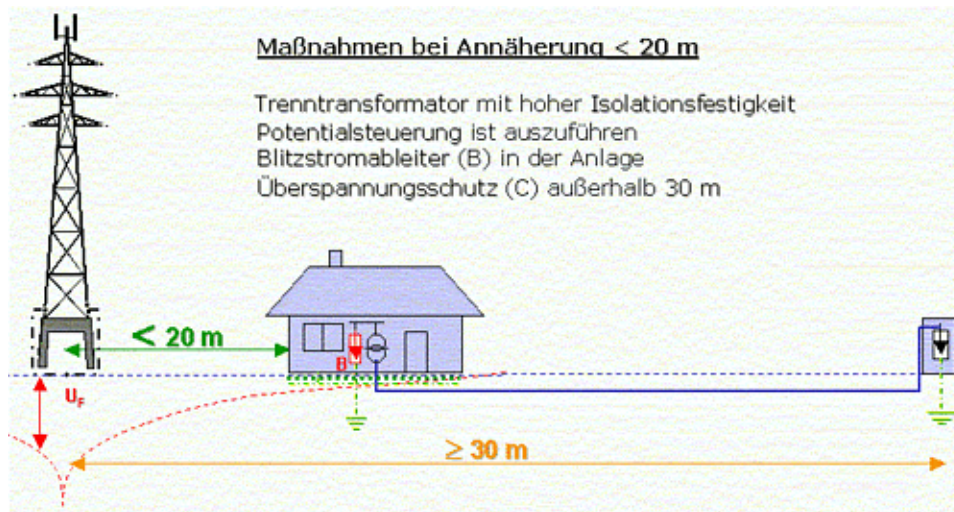 Maßnahmen bei Annäherung < 20 m
Trenntransformator mit hoher Isolationsfestigkeit
Potentialsteuerung ist auszuführen
Blitzstromableiter (B) in der Anlage
Überspannungsschutz (C) außerhalb 30 m
< 20 m
B
UF
≥ 30 m